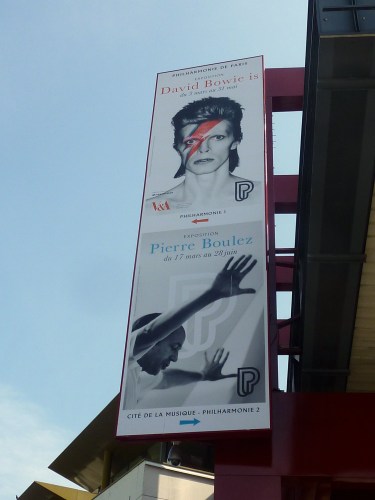 PHILHARMONIE DE PARIS
EXPOSITION
David Bowie is
du 3 mars au 31 mai
V&A
PHILHARMONIE 1
EXPOSITION
Pierre Boulez
du 17 mars au 28 juin
CITÉ DE LA MUSIQUE - PHILHARMONIE 2